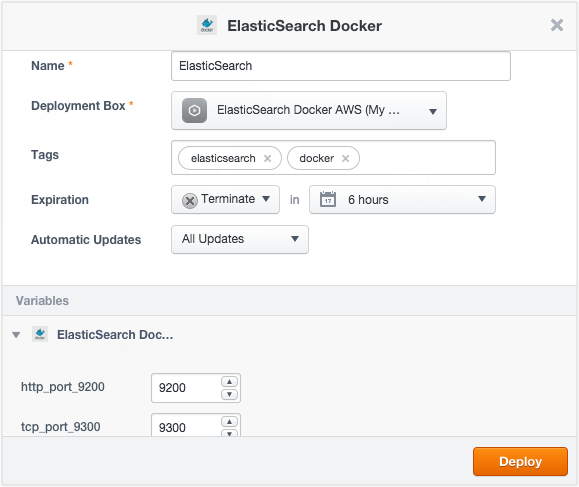 ElasticSearch Docker
Name *
ElasticSearch
Deployment Box *
ElasticSearch Docker AWS (My ...
Tags
elasticsearch × docker ×
Expiration
Terminate in 17 6 hours
Automatic Updates
All Updates
Variables
docker ElasticSearch Doc...
http_port_9200
9200
tcp_port_9300
9300
Deploy